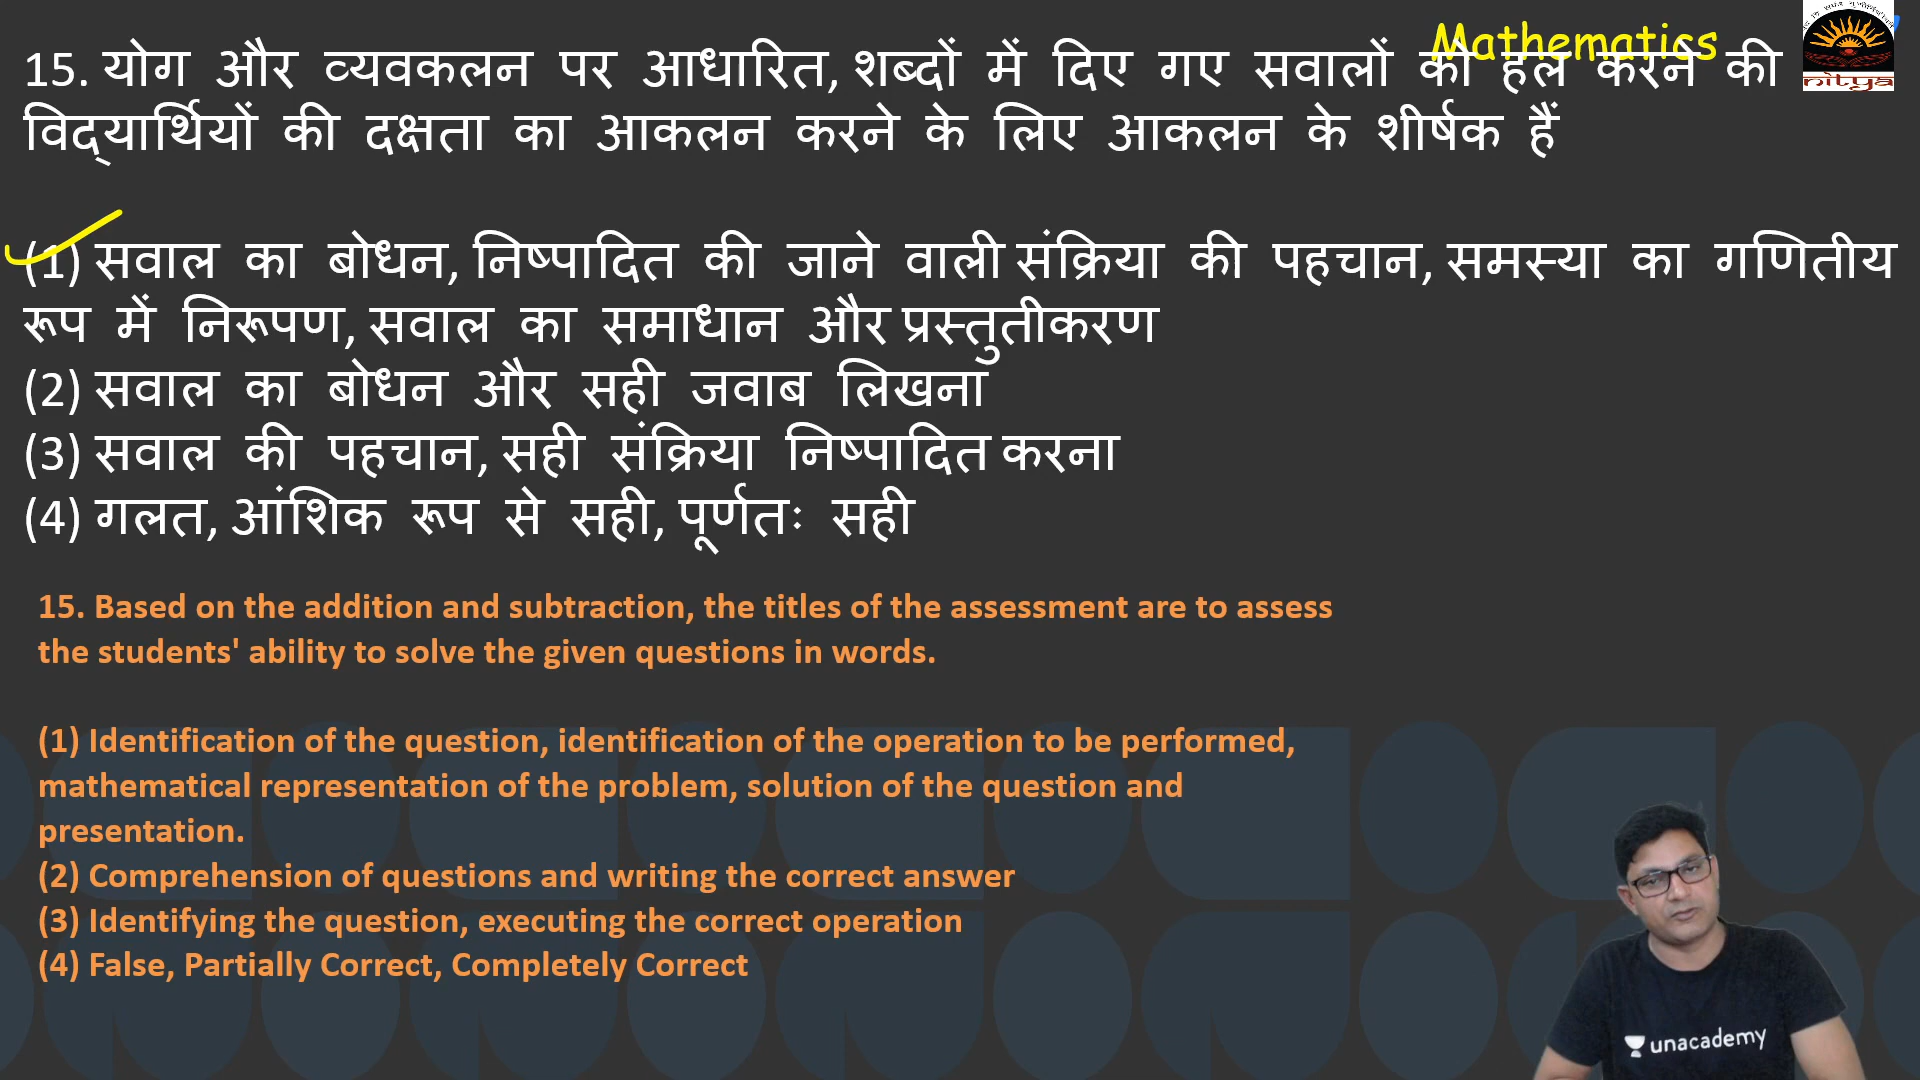 Mathematics
15. योग और व्यवकलन पर आधारित, शब्दों में दिए गए सवालों को हल करने की
विद्यार्थियों की दक्षता का आकलन करने के लिए आकलन के शीर्षक हैं
(1) सवाल का बोधन, निष्पादित की जाने वाली संक्रिया की पहचान, समस्या का गणितीय
रूप में निरूपण, सवाल का समाधान और प्रस्तुतीकरण
(2) सवाल का बोधन और सही जवाब लिखना
(3) सवाल की पहचान, सही संक्रिया निष्पादित करना
(4) गलत, आंशिक रूप से सही, पूर्णतः सही
15. Based on the addition and subtraction, the titles of the assessment are to assess
the students' ability to solve the given questions in words.
(1) Identification of the question, identification of the operation to be performed,
mathematical representation of the problem, solution of the question and
presentation.
(2) Comprehension of questions and writing the correct answer
(3) Identifying the question, executing the correct operation
(4) False, Partially Correct, Completely Correct
nitya
unacademy